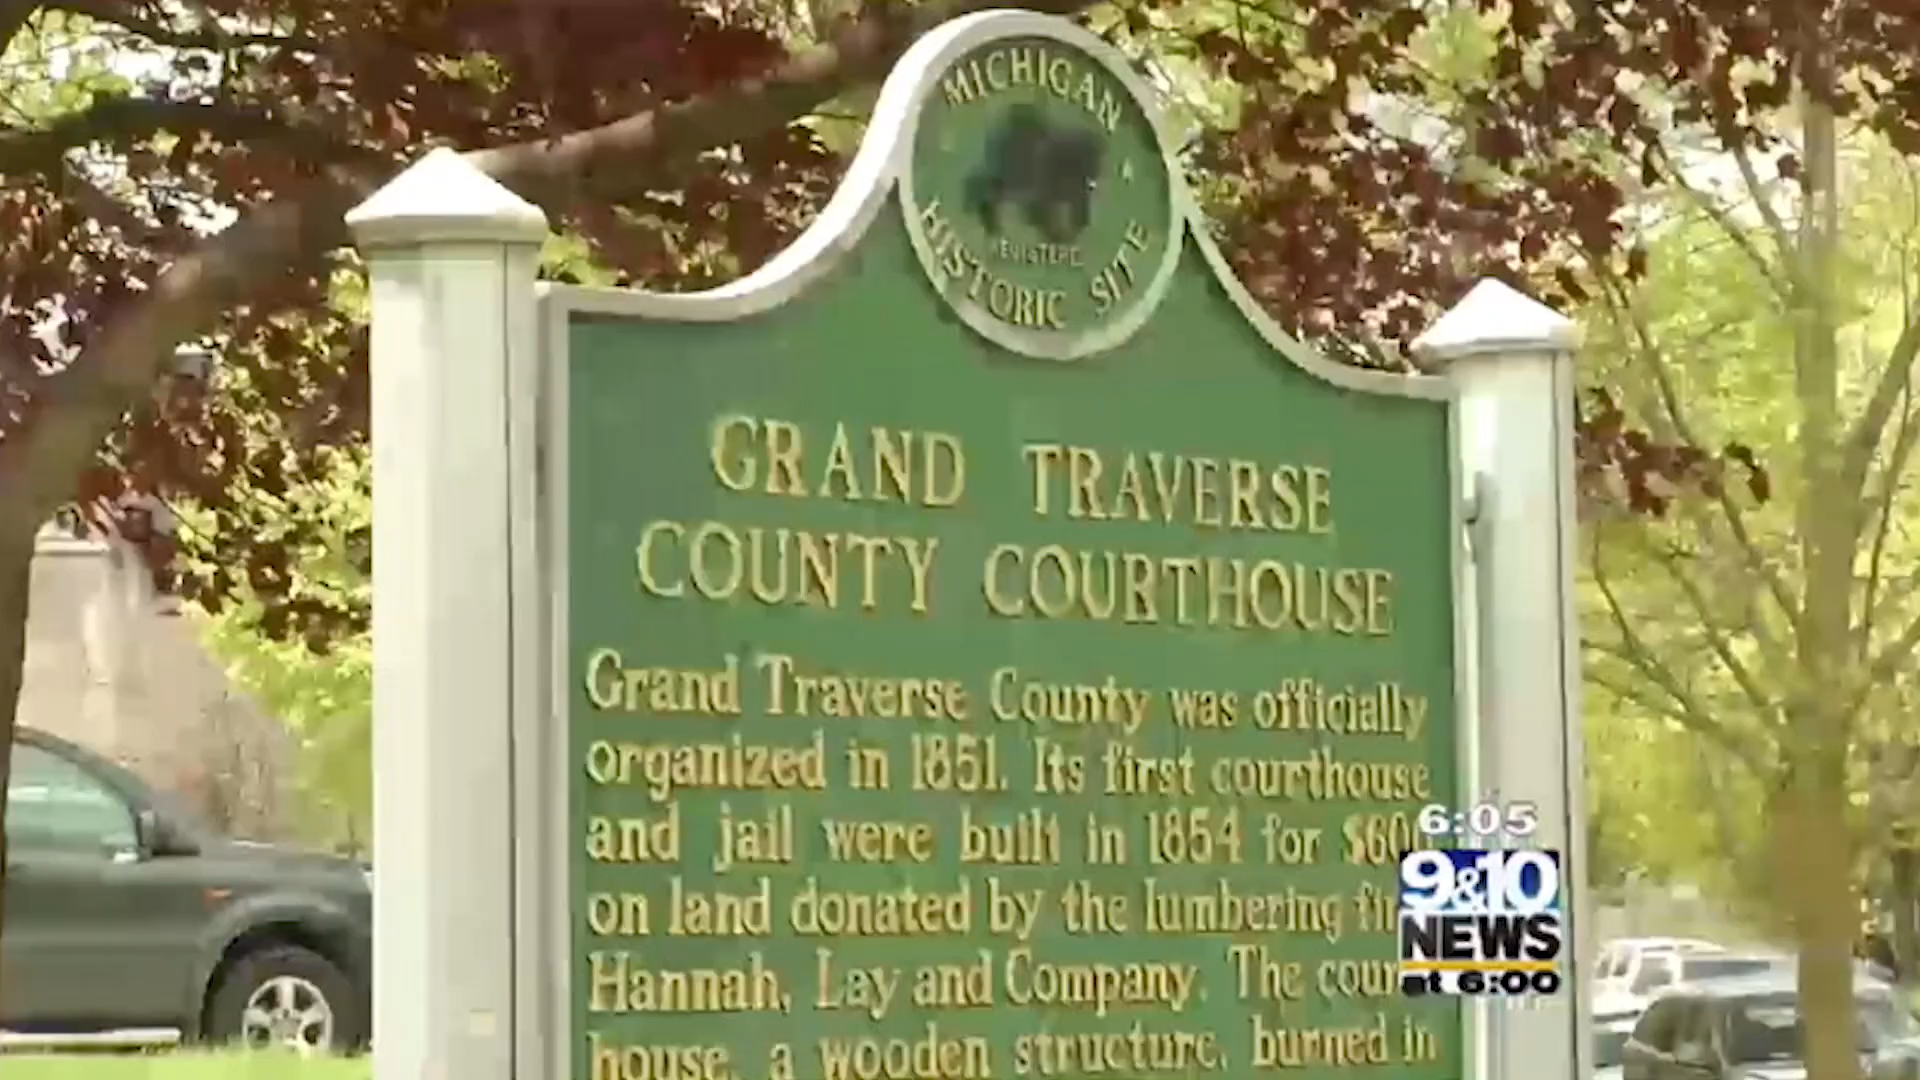 MICHIGAN
REGISTERED
HISTORIC SITE
GRAND TRAVERSE
COUNTY COURTHOUSE
Grand Traverse County was officially
organized in 1851. Its first courthouse
and jail were built in 1854 for
on land donated by the lumbering
Hannah, Lay and Company. The
house, a wooden structure, burned in
6:05
9&10
NEWS
at 6:00